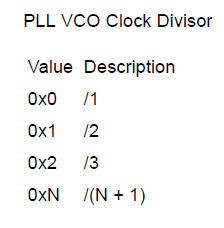 PLL VCO Clock Divisor
Value Description
0x0 /1
0x1 /2
0x2 /3
0xN /(N + 1)